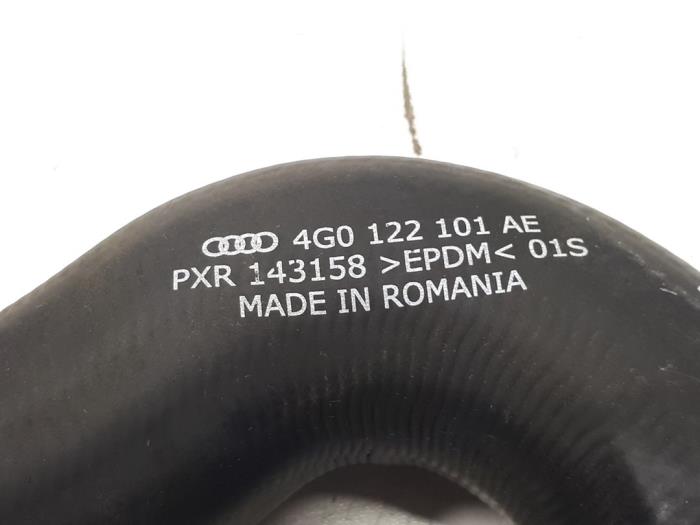 4G0 122 101 AE
PXR 143158 >EPDM< 01S
MADE IN ROMANIA